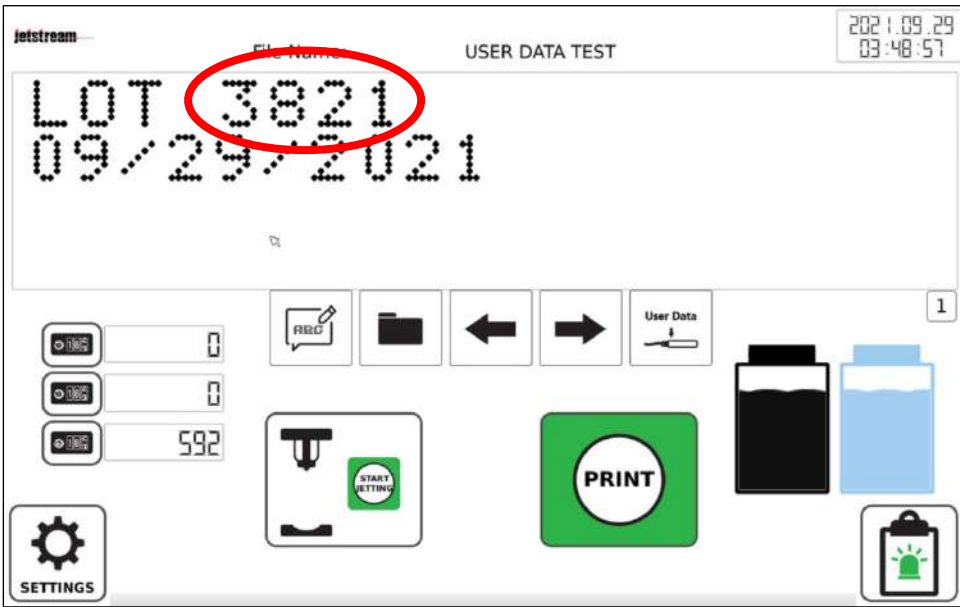 jetstream
2021.09.29
03:48:57
File Name:
USER DATA TEST
LOT 3821
09/29/2021
1
ABC
User Data
0
0
592
START
JETTING
PRINT
SETTINGS